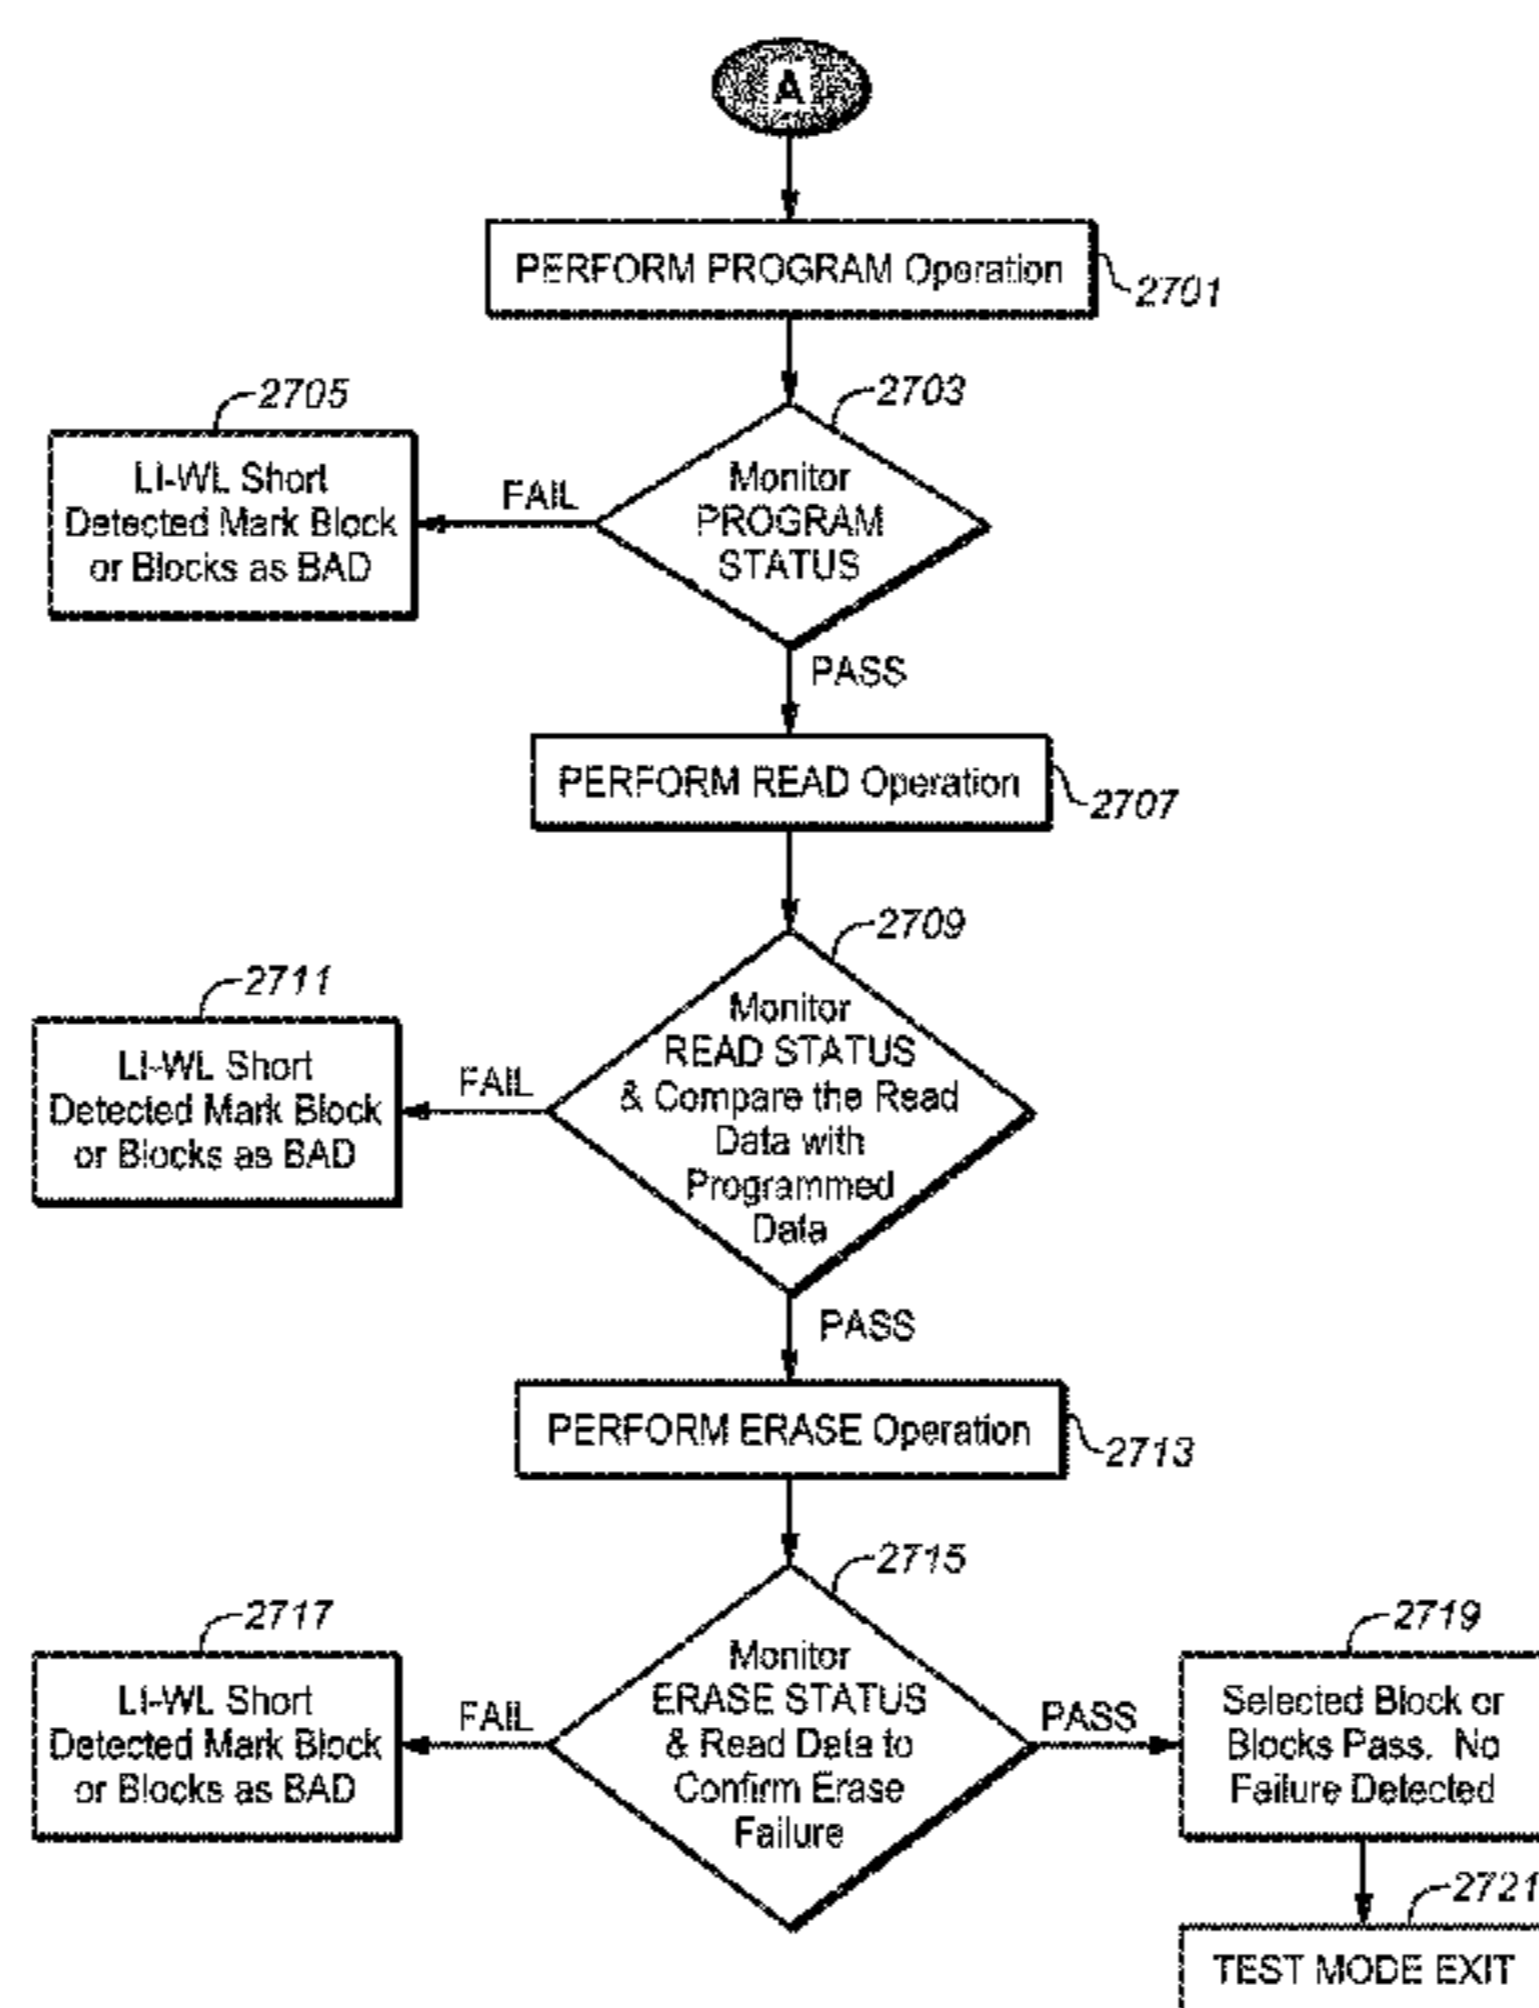 A
PERFORM PROGRAM Operation
2701
2703
2705
Monitor
PROGRAM
STATUS
FAIL
LI-WL Short
Detected Mark Block
or Blocks as BAD
PASS
PERFORM READ Operation
2707
2709
2711
Monitor
READ STATUS
& Compare the Read
Data with
Programmed
Data
FAIL
LI-WL Short
Detected Mark Block
or Blocks as BAD
PASS
PERFORM ERASE Operation
2713
2715
2717
2719
Monitor
ERASE STATUS
& Read Data to
Confirm Erase
Failure
FAIL
LI-WL Short
Detected Mark Block
or Blocks as BAD
PASS
Selected Block or
Blocks Pass. No
Failure Detected
2721
TEST MODE EXIT